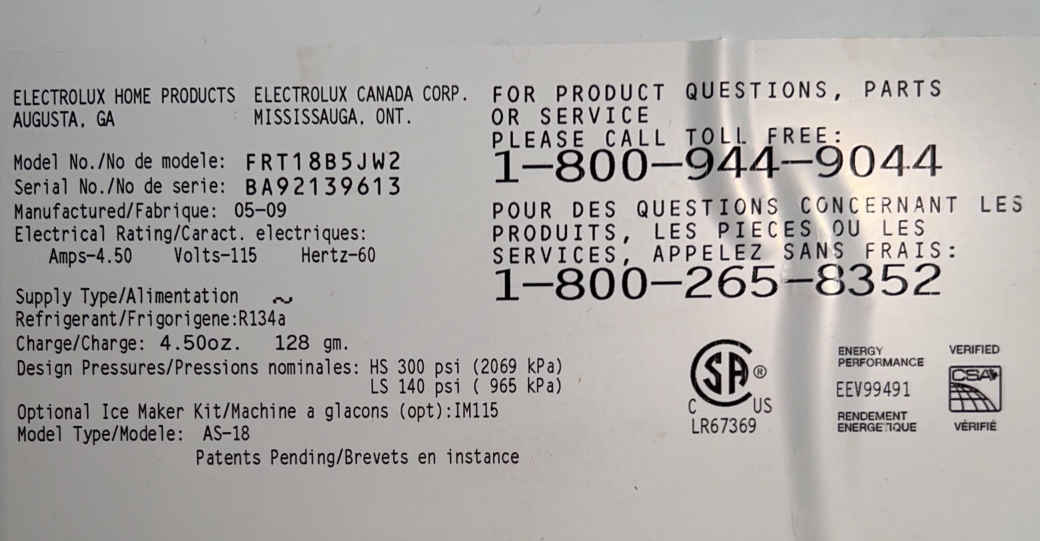 ELECTROLUX HOME PRODUCTS ELECTROLUX CANADA CORP.
AUGUSTA, GA MISSISSAUGA, ONT.
Model No./No de modele: FRT18B5JW2
Serial No./No de serie: BA92139613
Manufactured/Fabrique: 05-09
Electrical Rating/Caract. electriques:
Amps-4.50 Volts-115 Hertz-60
Supply Type/Alimentation ~
Refrigerant/Frigorigene:R134a
Charge/Charge: 4.50oz. 128 gm.
Design Pressures/Pressions nominales: HS 300 psi (2069 kPa)
LS 140 psi ( 965 kPa)
Optional Ice Maker Kit/Machine a glacons (opt):IM115
Model Type/Modele: AS-18
Patents Pending/Brevets en instance
FOR PRODUCT QUESTIONS, PARTS
OR SERVICE
PLEASE CALL TOLL FREE:
1-800-944-9044
POUR DES QUESTIONS CONCERNANT LES
PRODUITS, LES PIECES OU LES
SERVICES, APPELEZ SANS FRAIS:
1-800-265-8352
SA ®
C US
LR67369
ENERGY
PERFORMANCE
EEV99491
RENDEMENT
ENERGETIQUE
VERIFIED
CSA
VÉRIFIÉ